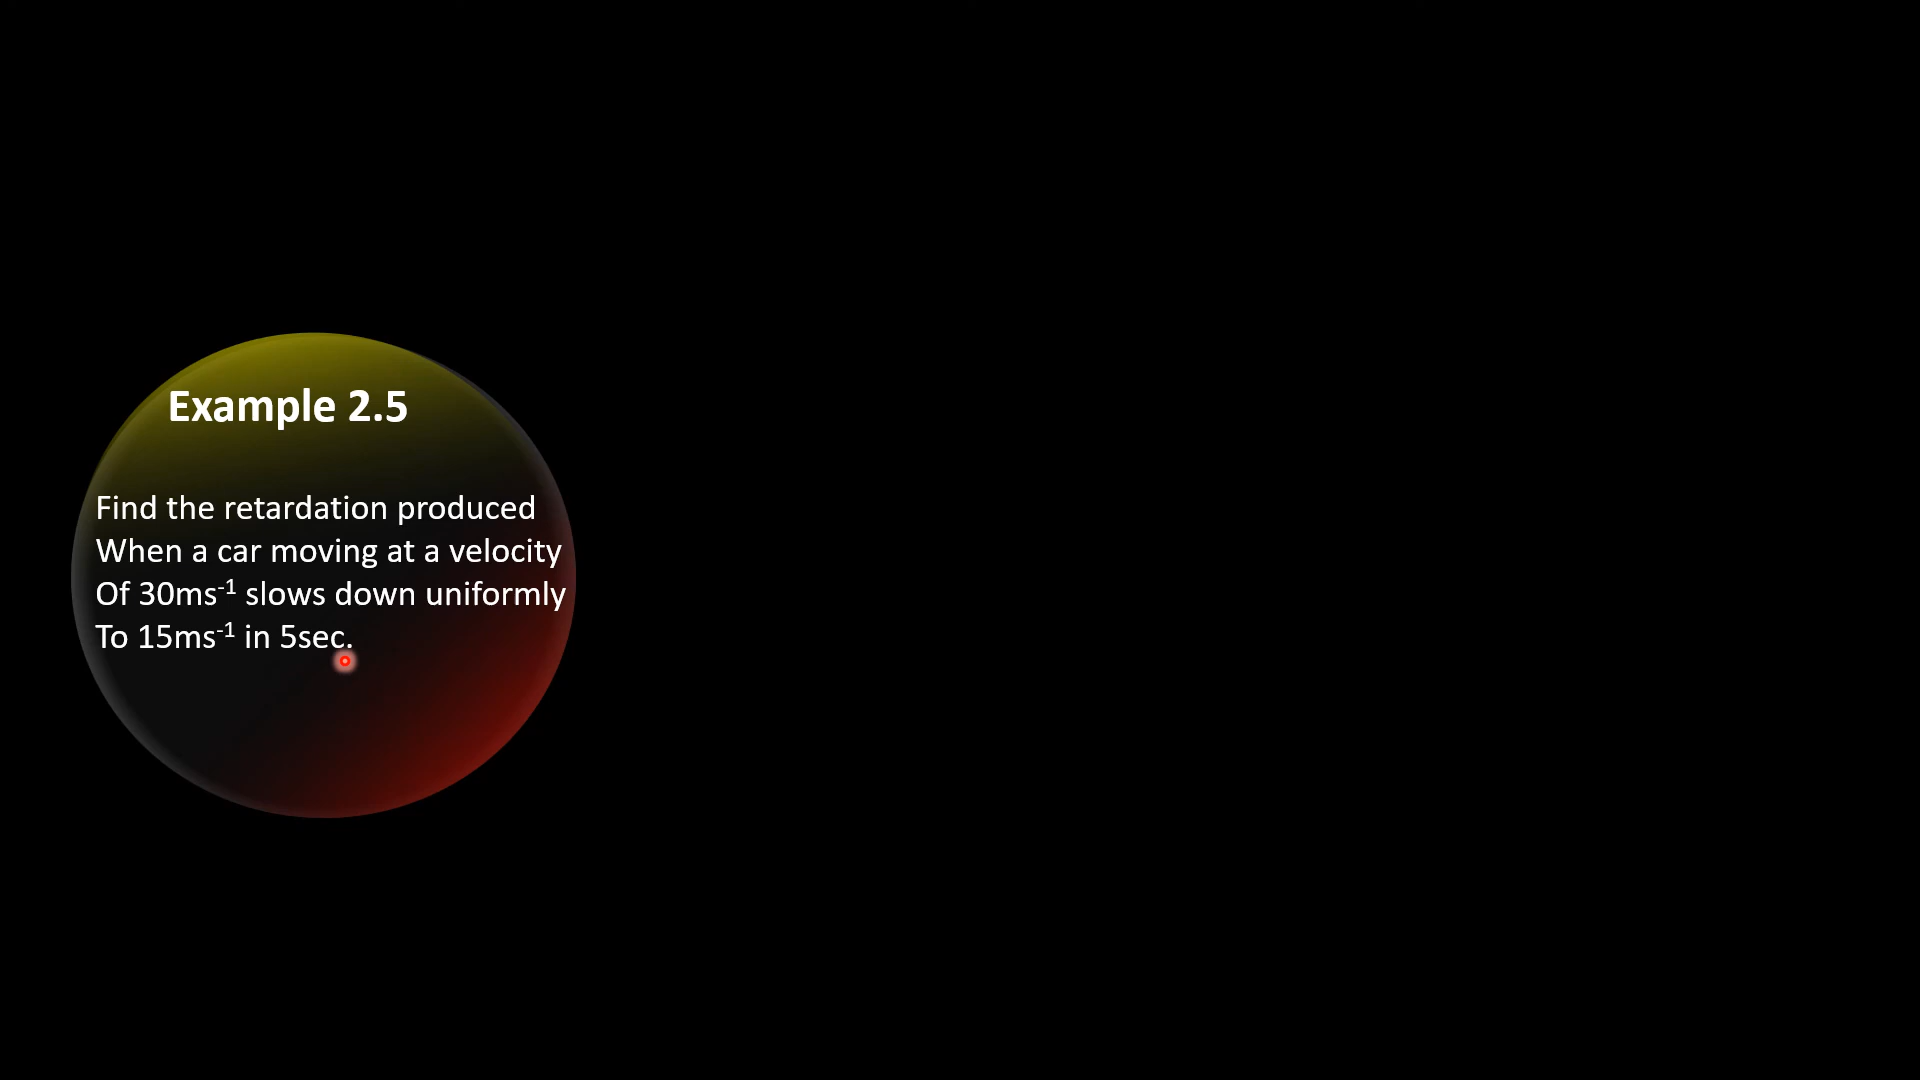 Example 2.5
Find the retardation produced
When a car moving at a velocity
Of 30ms⁻¹ slows down uniformly
To 15ms⁻¹ in 5sec.